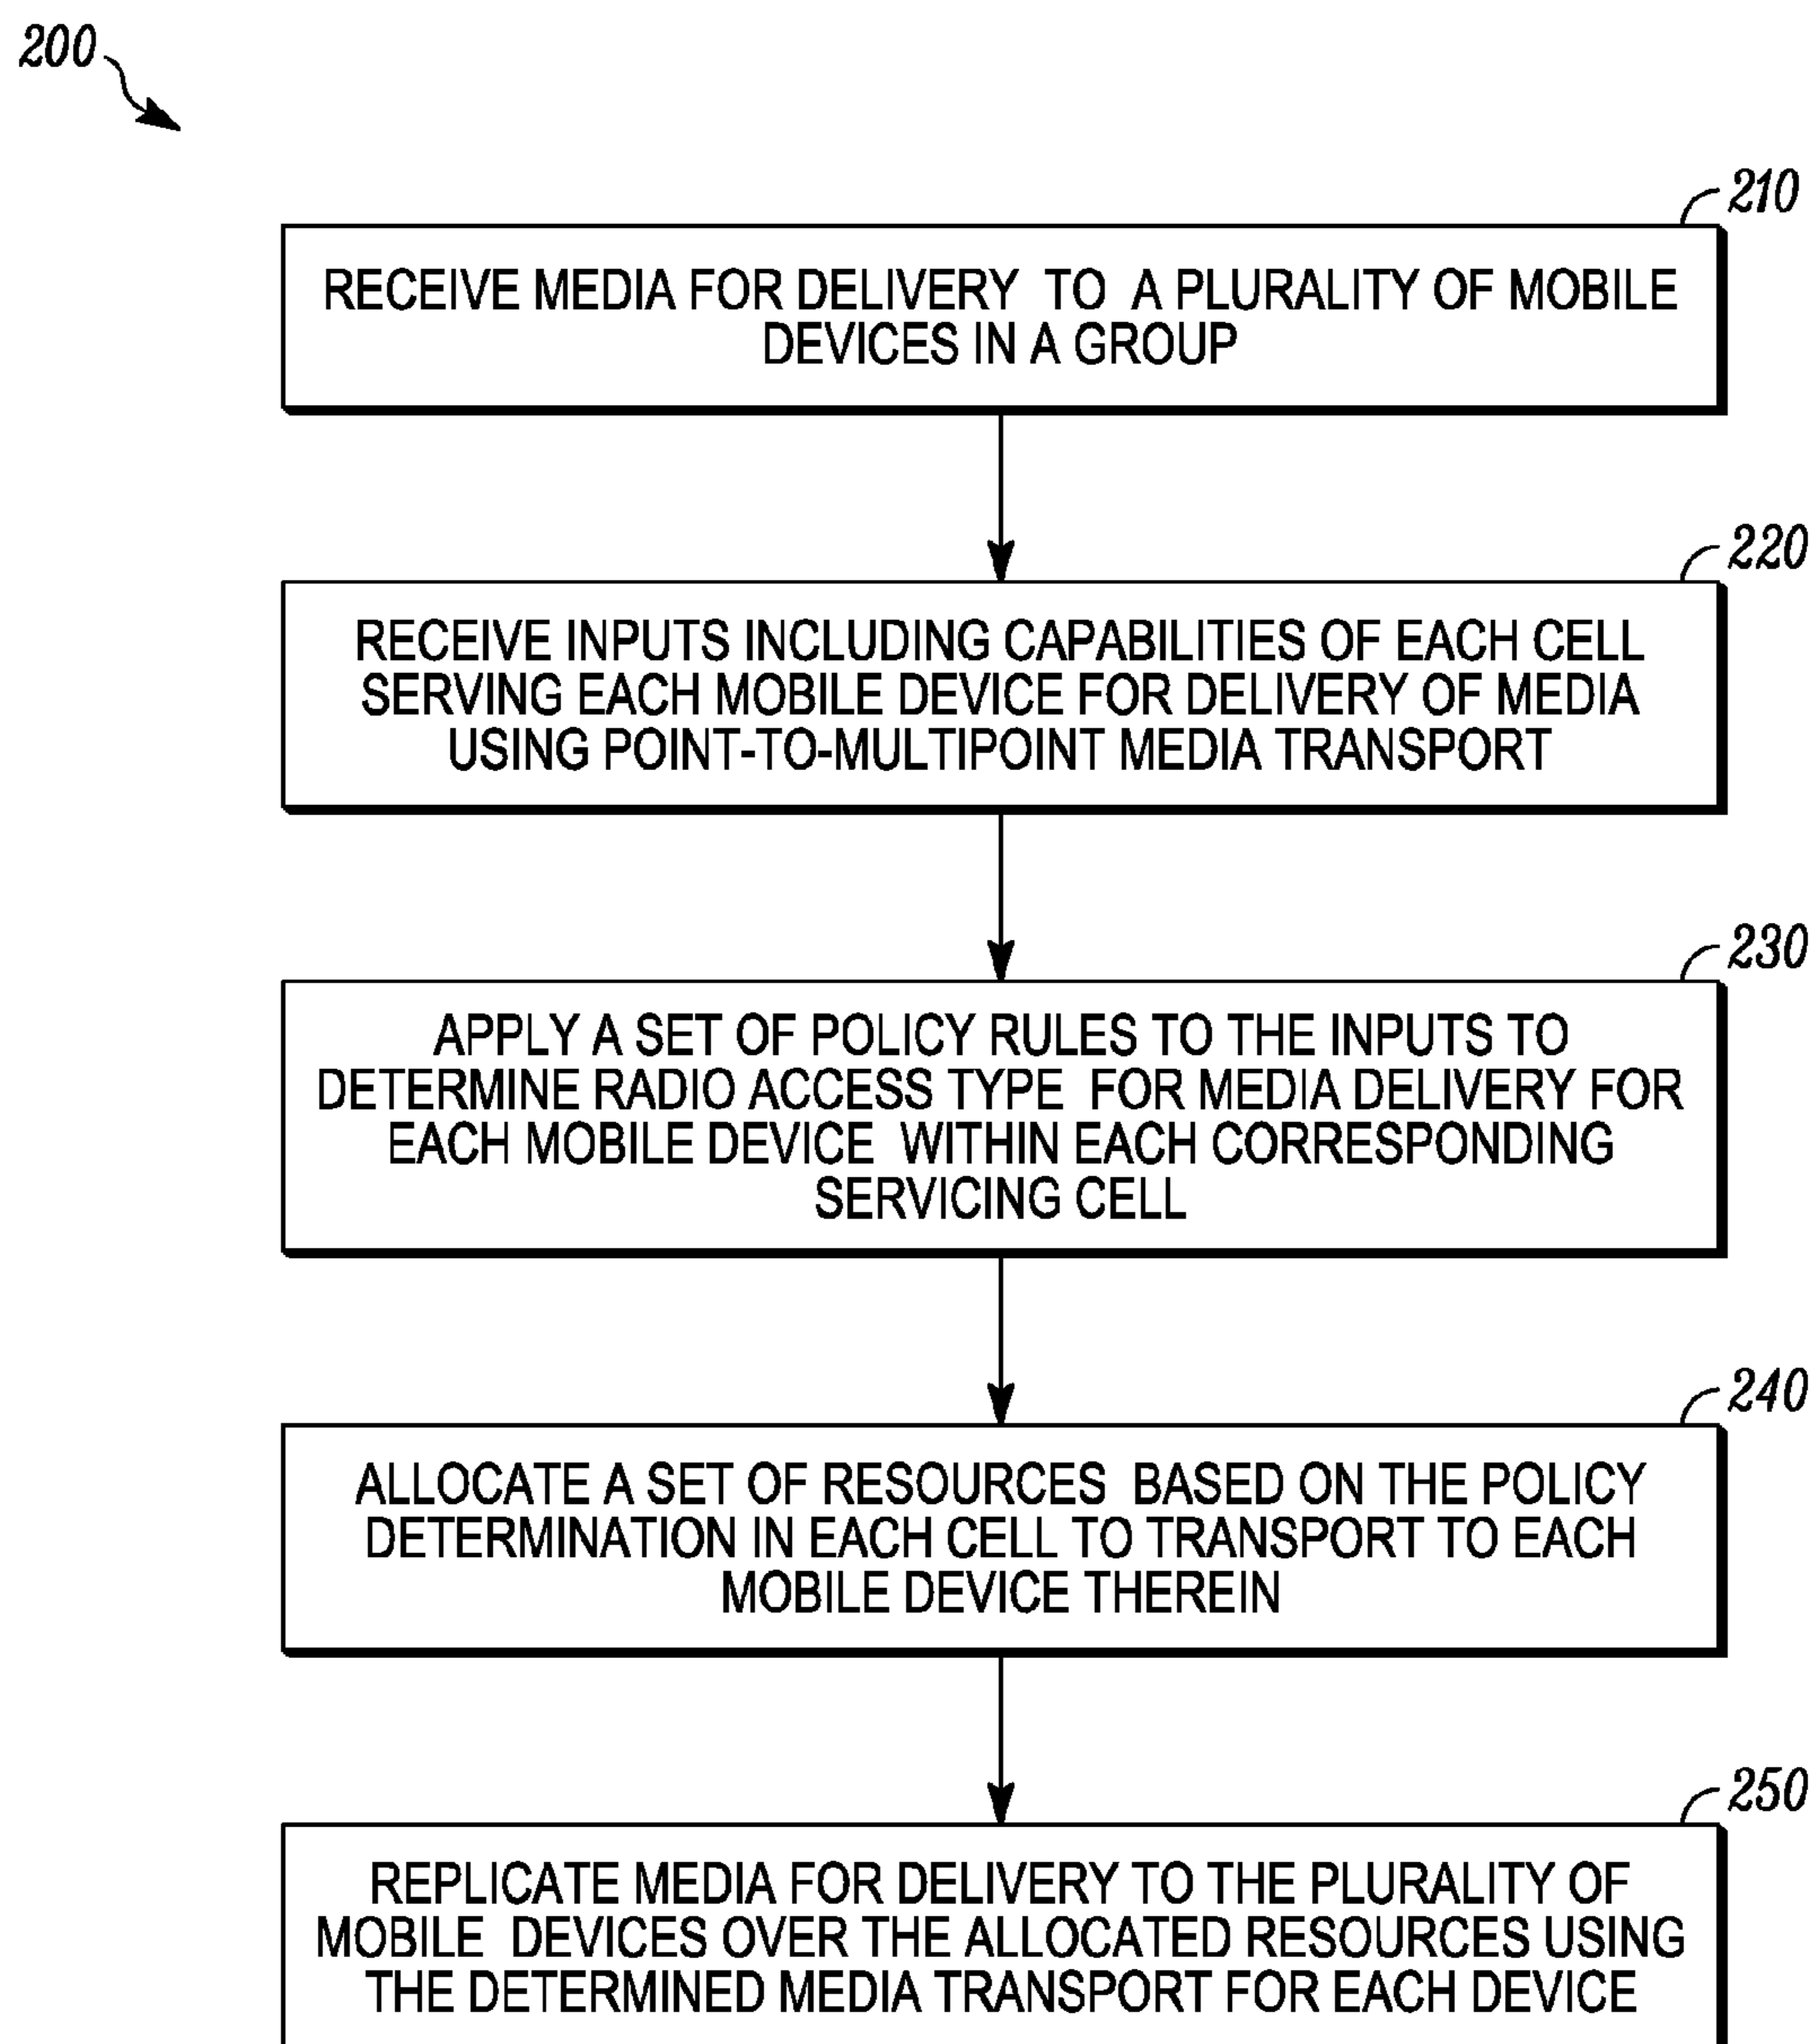 200
210
RECEIVE MEDIA FOR DELIVERY TO A PLURALITY OF MOBILE
DEVICES IN A GROUP
220
RECEIVE INPUTS INCLUDING CAPABILITIES OF EACH CELL
SERVING EACH MOBILE DEVICE FOR DELIVERY OF MEDIA
USING POINT-TO-MULTIPOINT MEDIA TRANSPORT
230
APPLY A SET OF POLICY RULES TO THE INPUTS TO
DETERMINE RADIO ACCESS TYPE FOR MEDIA DELIVERY FOR
EACH MOBILE DEVICE WITHIN EACH CORRESPONDING
SERVICING CELL
240
ALLOCATE A SET OF RESOURCES BASED ON THE POLICY
DETERMINATION IN EACH CELL TO TRANSPORT TO EACH
MOBILE DEVICE THEREIN
250
REPLICATE MEDIA FOR DELIVERY TO THE PLURALITY OF
MOBILE DEVICES OVER THE ALLOCATED RESOURCES USING
THE DETERMINED MEDIA TRANSPORT FOR EACH DEVICE